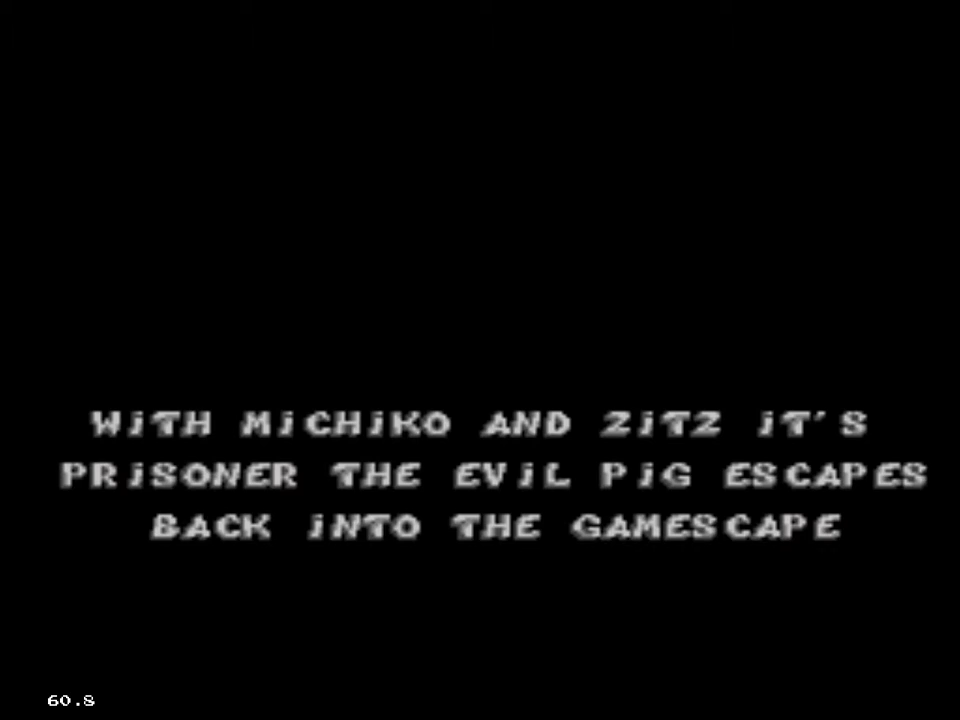 WiTH MiCHiKO AND ZiTZ iT'S
PRiSONER THE EViL PiG ESCAPES
BACK iNTO THE GAMESCAPE
60.8